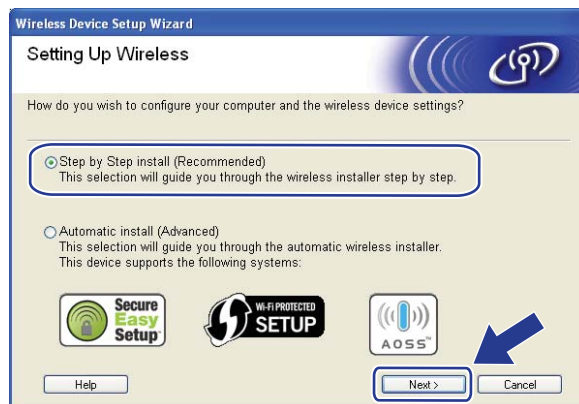 Wireless Device Setup Wizard
Setting Up Wireless
How do you wish to configure your computer and the wireless device settings?
Step by Step install (Recommended)
This selection will guide you through the wireless installer step by step.
Automatic install (Advanced)
This selection will guide you through the automatic wireless installer.
This device supports the following systems:
Secure
Easy
Setup
Wi-Fi PROTECTED
SETUP
AOSS™
Help
Next >
Cancel